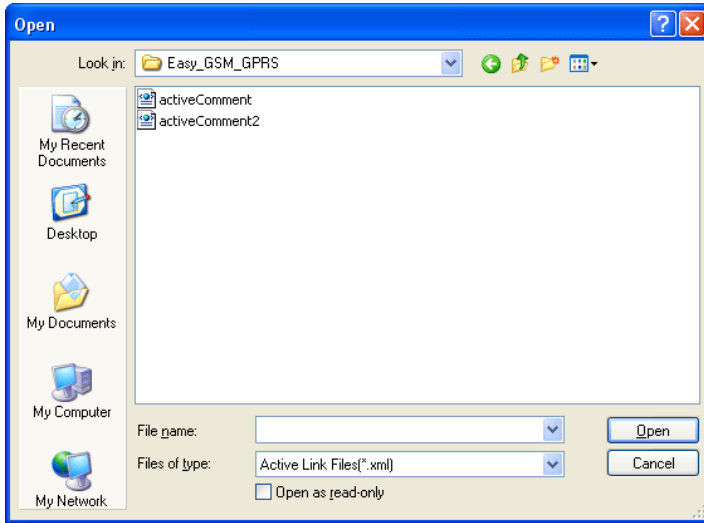 Open
Look in: Easy_GSM_GPRS
activeComment
activeComment2
My Recent
Documents
Desktop
My Documents
My Computer
My Network
File name:
Open
Files of type: Active Link Files(*.xml)
Cancel
Open as read-only